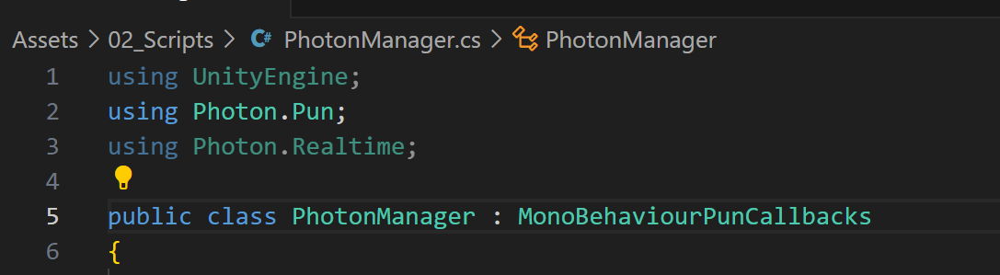 Assets > 02_Scripts > C# PhotonManager.cs > PhotonManager
1 using UnityEngine;
2 using Photon.Pun;
3 using Photon.Realtime;
4
5 public class PhotonManager : MonoBehaviourPunCallbacks
6 {